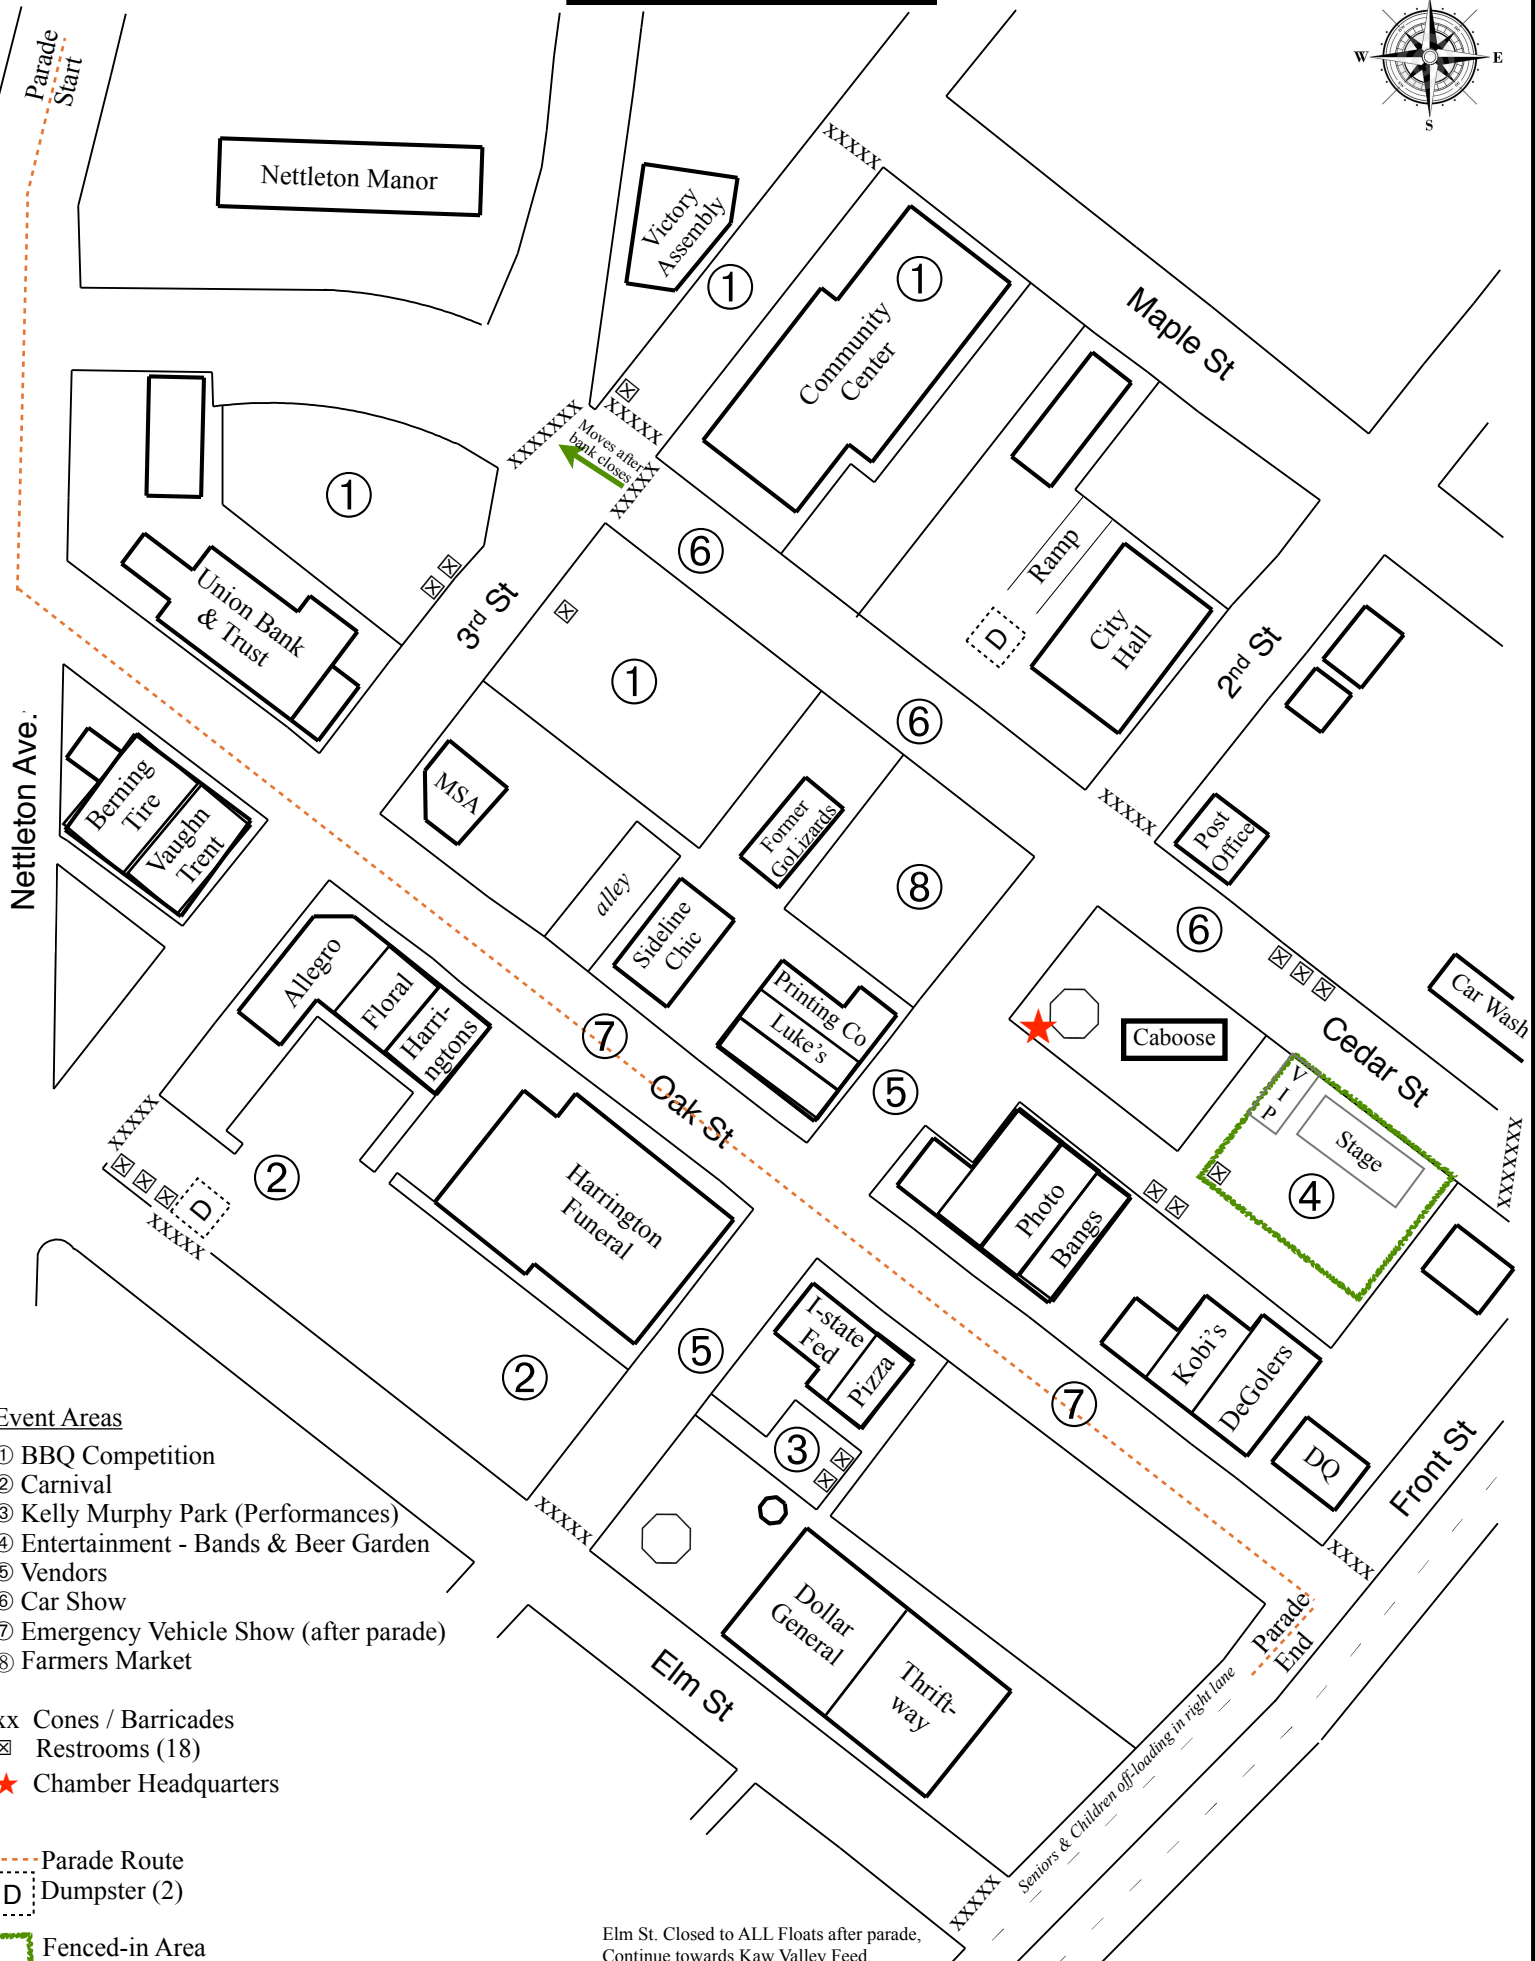 Parade
Start
W
E
S
Nettleton Manor
Victory
Assembly
XXXXX
①
①
Community
Center
Maple St
XXXXX
XXXXXXX
Moves after
bank closes
XXXXX
①
⑥
Ramp
D
City
Hall
2nd St
Union Bank
& Trust
3rd St
①
⑥
Nettleton Ave.
Berning
Tire
Vaughn
Trent
MSA
Former
GoLizards
XXXXX
Post
Office
alley
⑧
Sideline
Chic
⑥
Allegro
Floral
Harri-
ngtons
Printing Co
Luke's
Caboose
Car Wash
Cedar St
⑦
Oak St
⑤
V
I
P
Stage
④
XXXXXXX
XXXXX
②
D
XXXXX
Harrington
Funeral
Photo
Bangs
I-state
Fed
Pizza
⑤
②
Kobi's
DeGolers
⑦
DQ
Front St
③
XXXXX
XXXX
Dollar
General
Thrift-
way
Elm St
Parade
End
Seniors & Children off-loading in right lane
XXXXX
Event Areas
① BBQ Competition
② Carnival
③ Kelly Murphy Park (Performances)
④ Entertainment - Bands & Beer Garden
⑤ Vendors
⑥ Car Show
⑦ Emergency Vehicle Show (after parade)
⑧ Farmers Market
xx Cones / Barricades
Restrooms (18)
Chamber Headquarters
Parade Route
D Dumpster (2)
Fenced-in Area
Elm St. Closed to ALL Floats after parade,
Continue towards Kaw Valley Feed